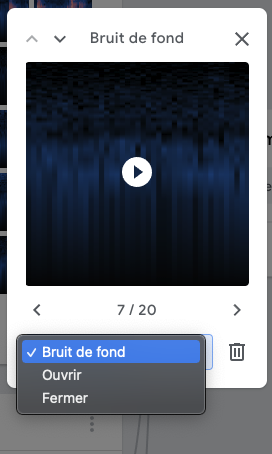 Bruit de fond
7 / 20
✓ Bruit de fond
Ouvrir
Fermer